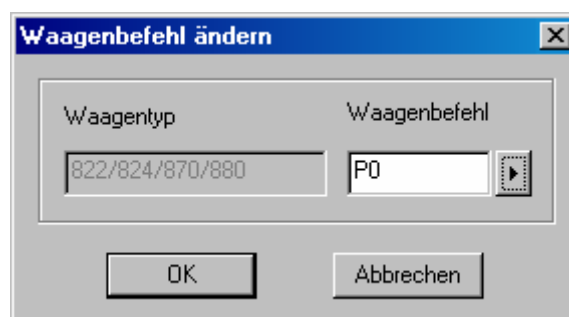 Waagenbefehl ändern
Waagentyp Waagenbefehl
822/824/870/880 P0
OK Abbrechen